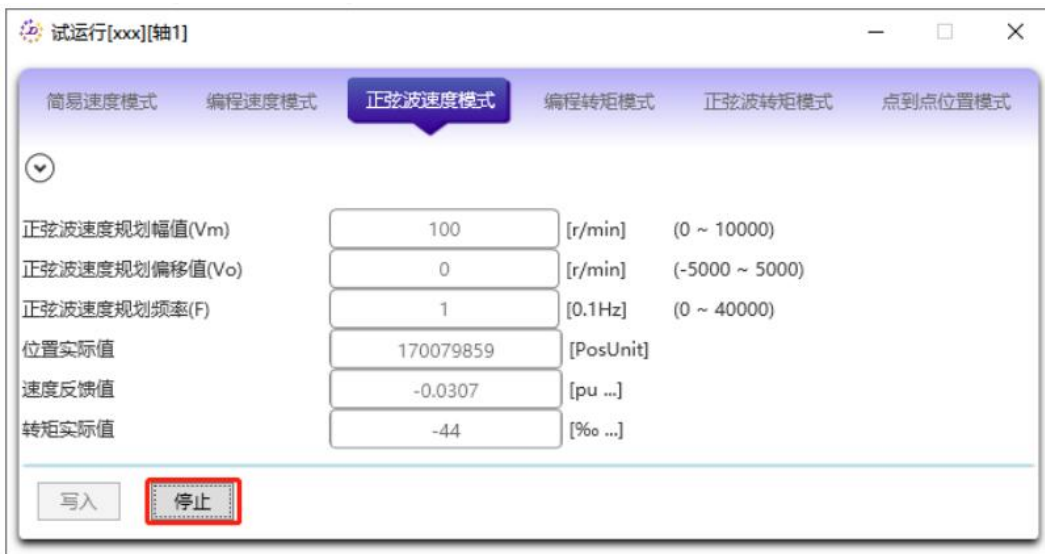 试运行[xxx][轴1]
简易速度模式 编程速度模式 正弦波速度模式 编程转矩模式 正弦波转矩模式 点到点位置模式
正弦波速度规划幅值(Vm) 100 [r/min] (0 ~ 10000)
正弦波速度规划偏移值(Vo) 0 [r/min] (-5000 ~ 5000)
正弦波速度规划频率(F) 1 [0.1Hz] (0 ~ 40000)
位置实际值 170079859 [PosUnit]
速度反馈值 -0.0307 [pu ...]
转矩实际值 -44 [‰ ...]
写入 停止